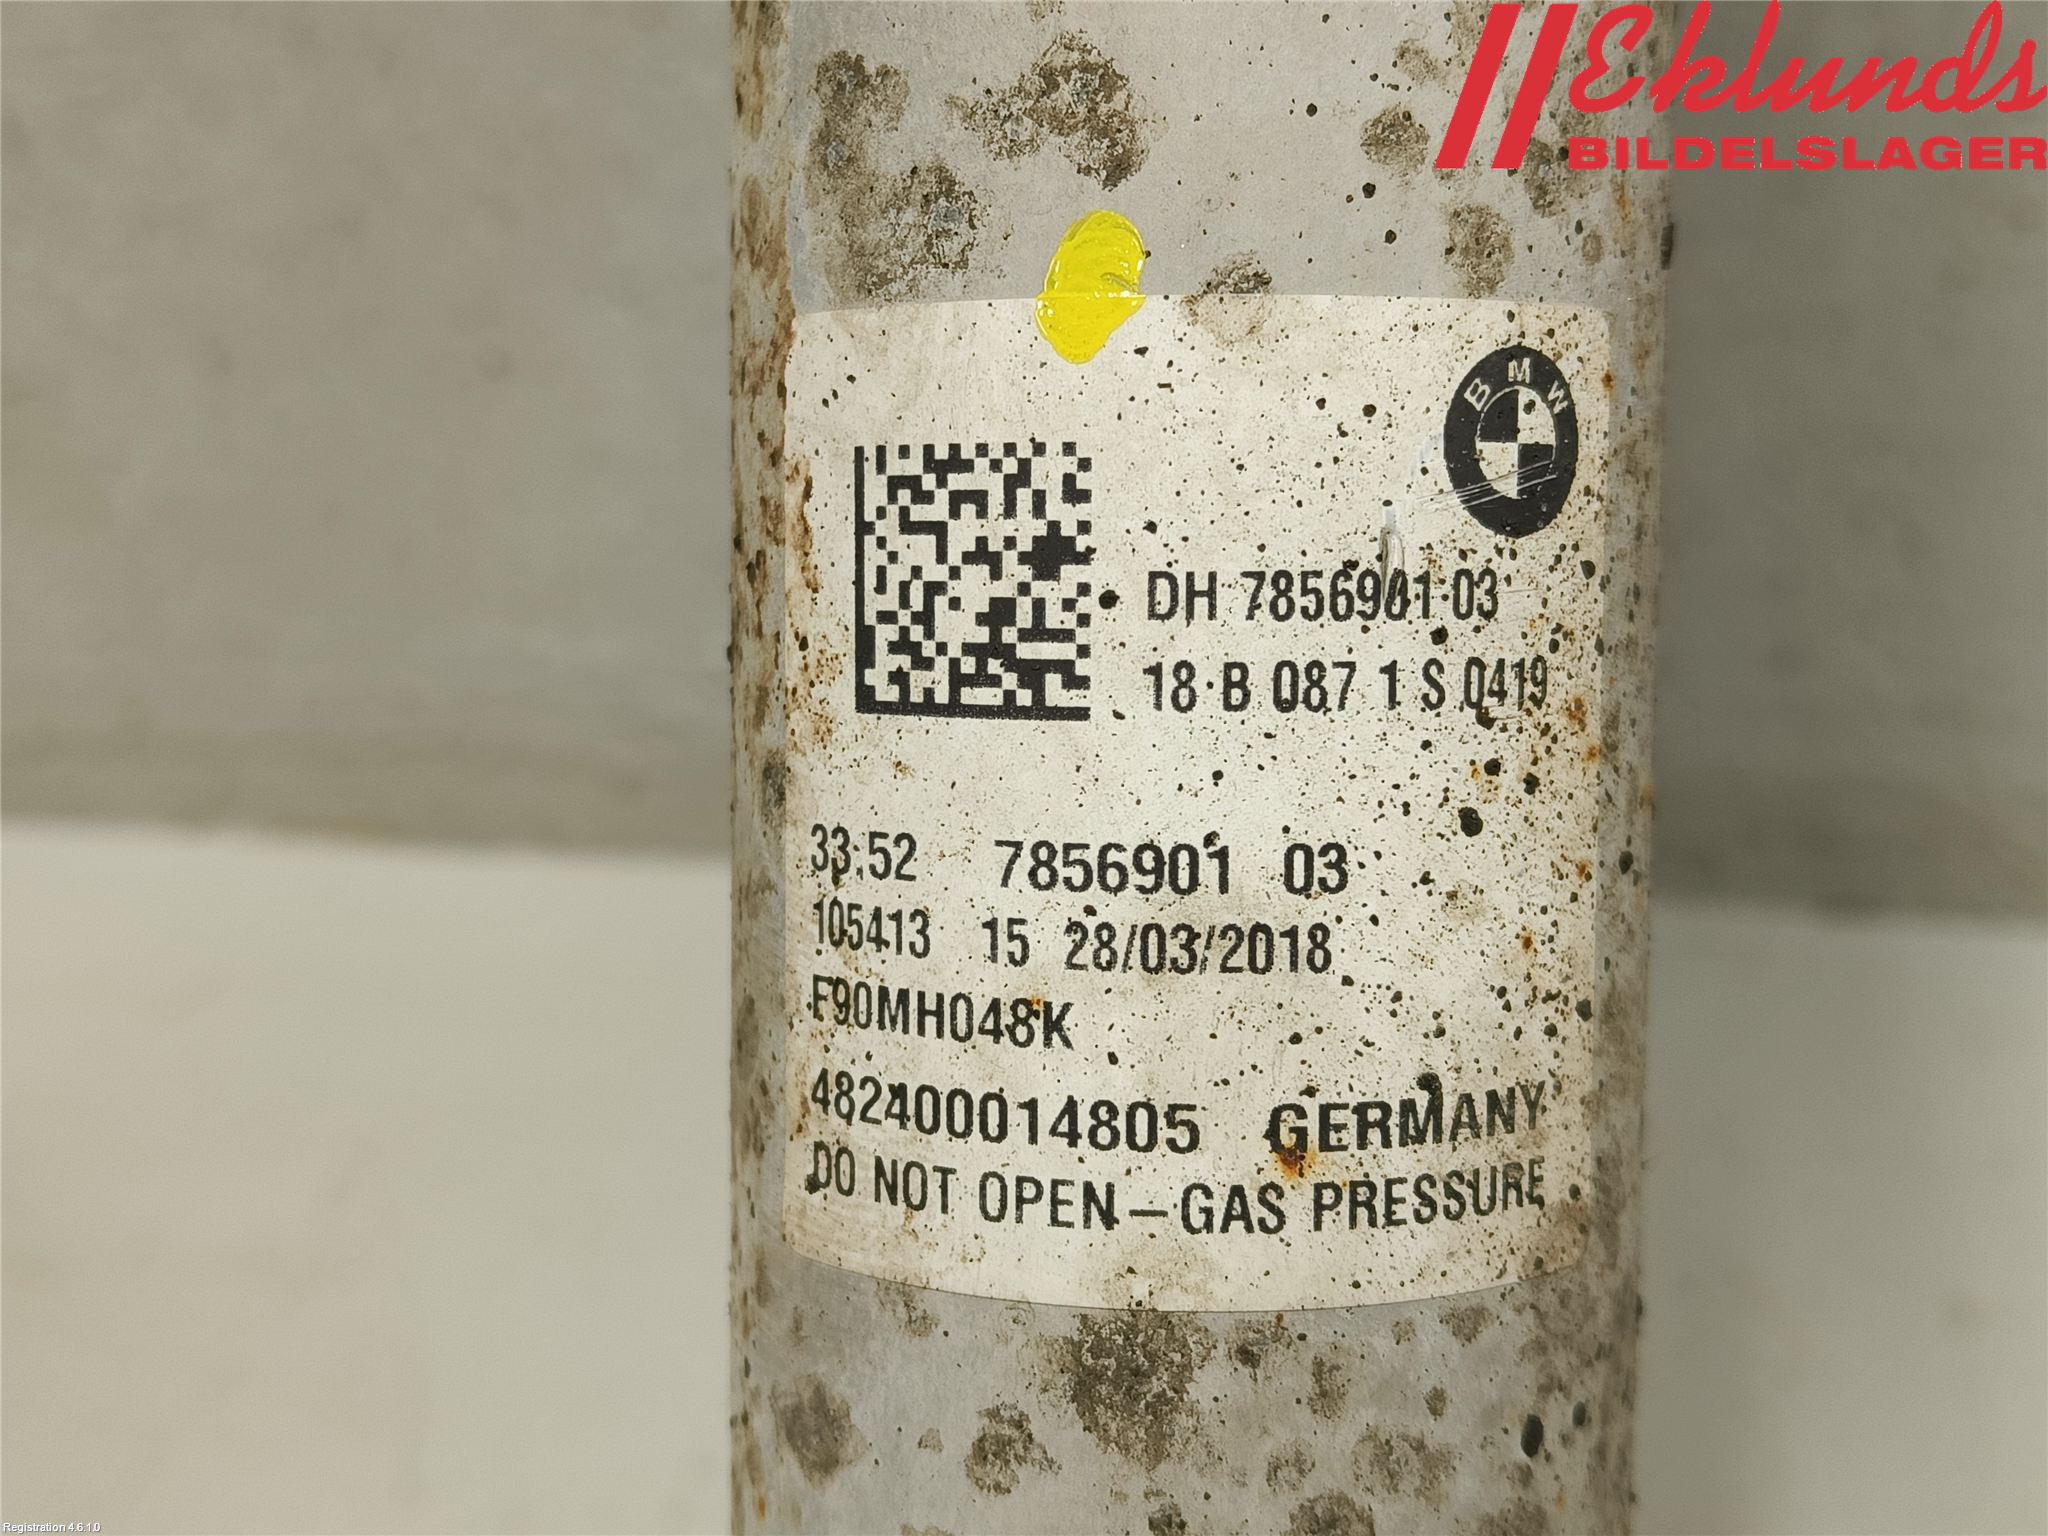 Eklunds
BILDELSLAGER
BMW
DH 7856901 03
18 B 087 1 S 0419
33.52 7856901 03
105413 15 28/03/2018
F90MH048K
482400014805 GERMANY
DO NOT OPEN – GAS PRESSURE
Registration 4.6.1.0